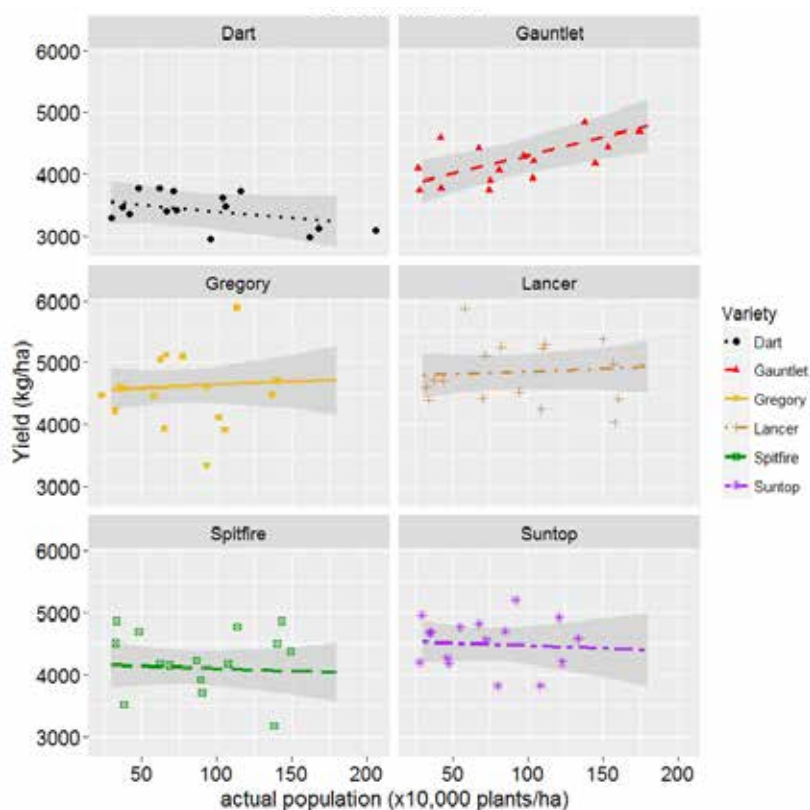 Dart
Gauntlet
6000
5000
4000
3000
Gregory
Lancer
6000
5000
4000
3000
Yield (kg/ha)
Spitfire
Suntop
6000
5000
4000
3000
50 100 150 200 50 100 150 200
actual population (x10,000 plants/ha)
Variety
Dart
Gauntlet
Gregory
Lancer
Spitfire
Suntop